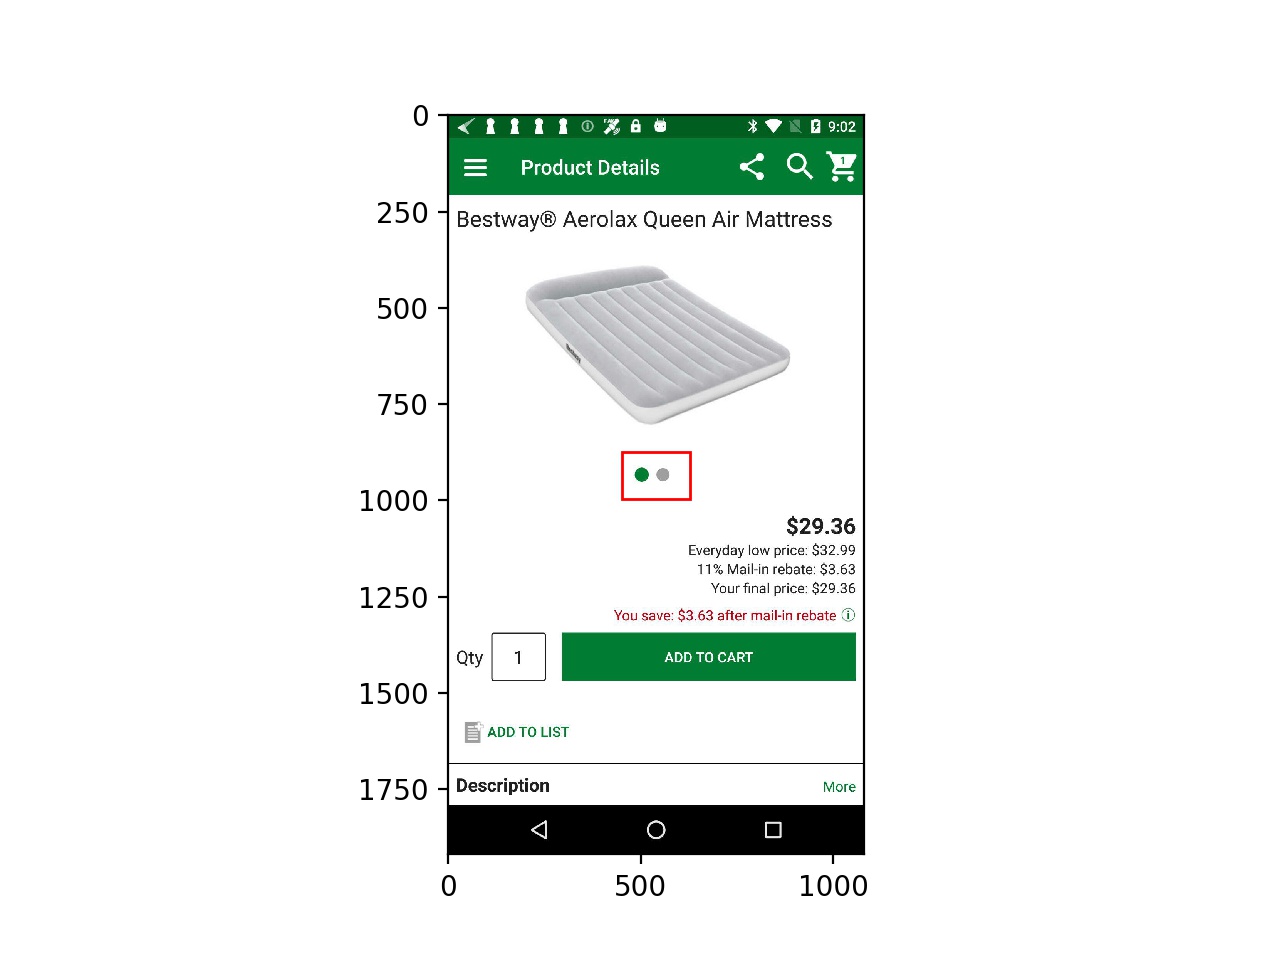 0
250
500
750
1000
1250
1500
1750
9:02
Product Details
1
Bestway® Aerolax Queen Air Mattress
$29.36
Everyday low price: $32.99
11% Mail-in rebate: $3.63
Your final price: $29.36
You save: $3.63 after mail-in rebate
Qty 1 ADD TO CART
ADD TO LIST
Description More
0 500 1000